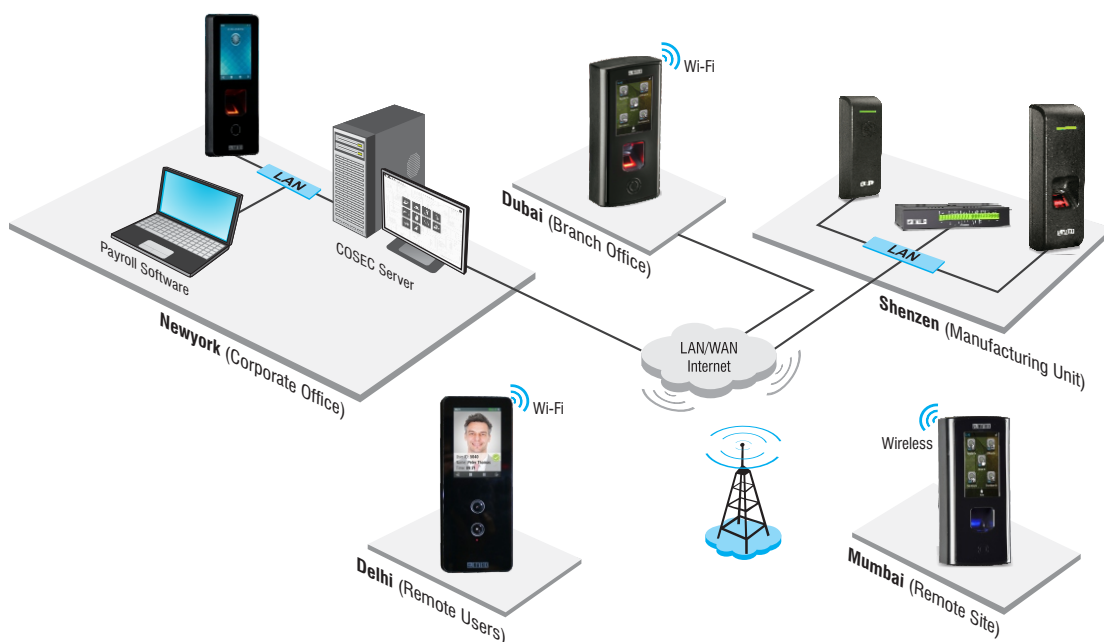 Wi-Fi
LAN
Payroll Software
COSEC Server
Newyork (Corporate Office)
Dubai (Branch Office)
LAN
Shenzen (Manufacturing Unit)
LAN/WAN
Internet
Wi-Fi
Delhi (Remote Users)
Wireless
Mumbai (Remote Site)